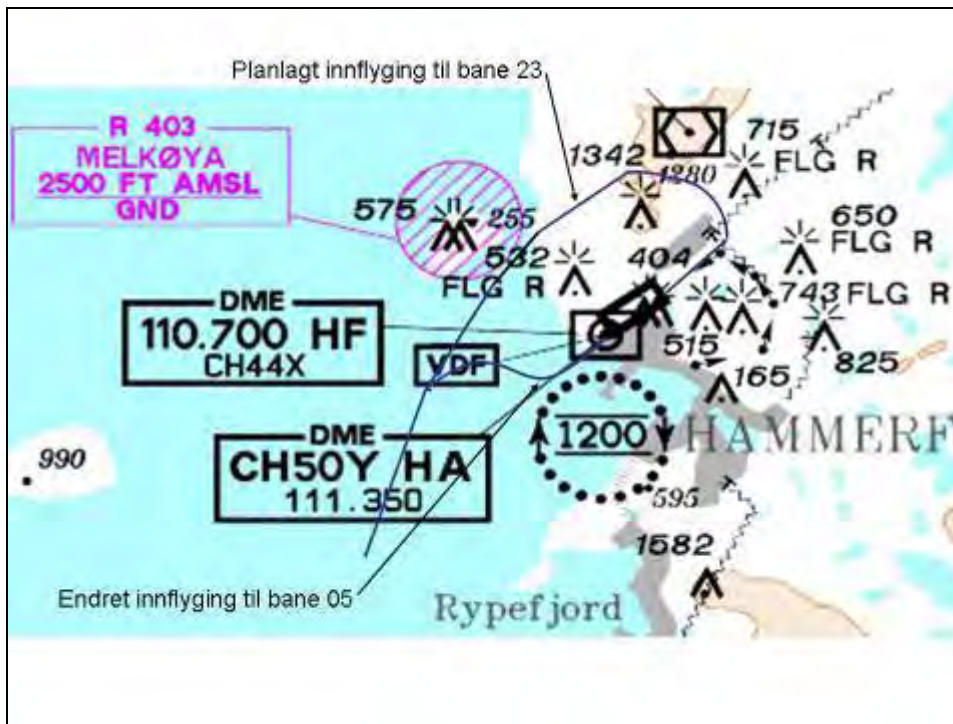 Planlagt innflyging til bane 23
R 403
MELKØYA
2500 FT AMSL
GND
1342
1280
715
FLG R
575
255
532
FLG R
404
650
FLG R
DME
110.700 HF
CH44X
VDF
743 FLG R
515
165
825
DME
CH50Y HA
111.350
1200
HAMMERF
990
595
1582
Endret innflyging til bane 05
Rypefjord